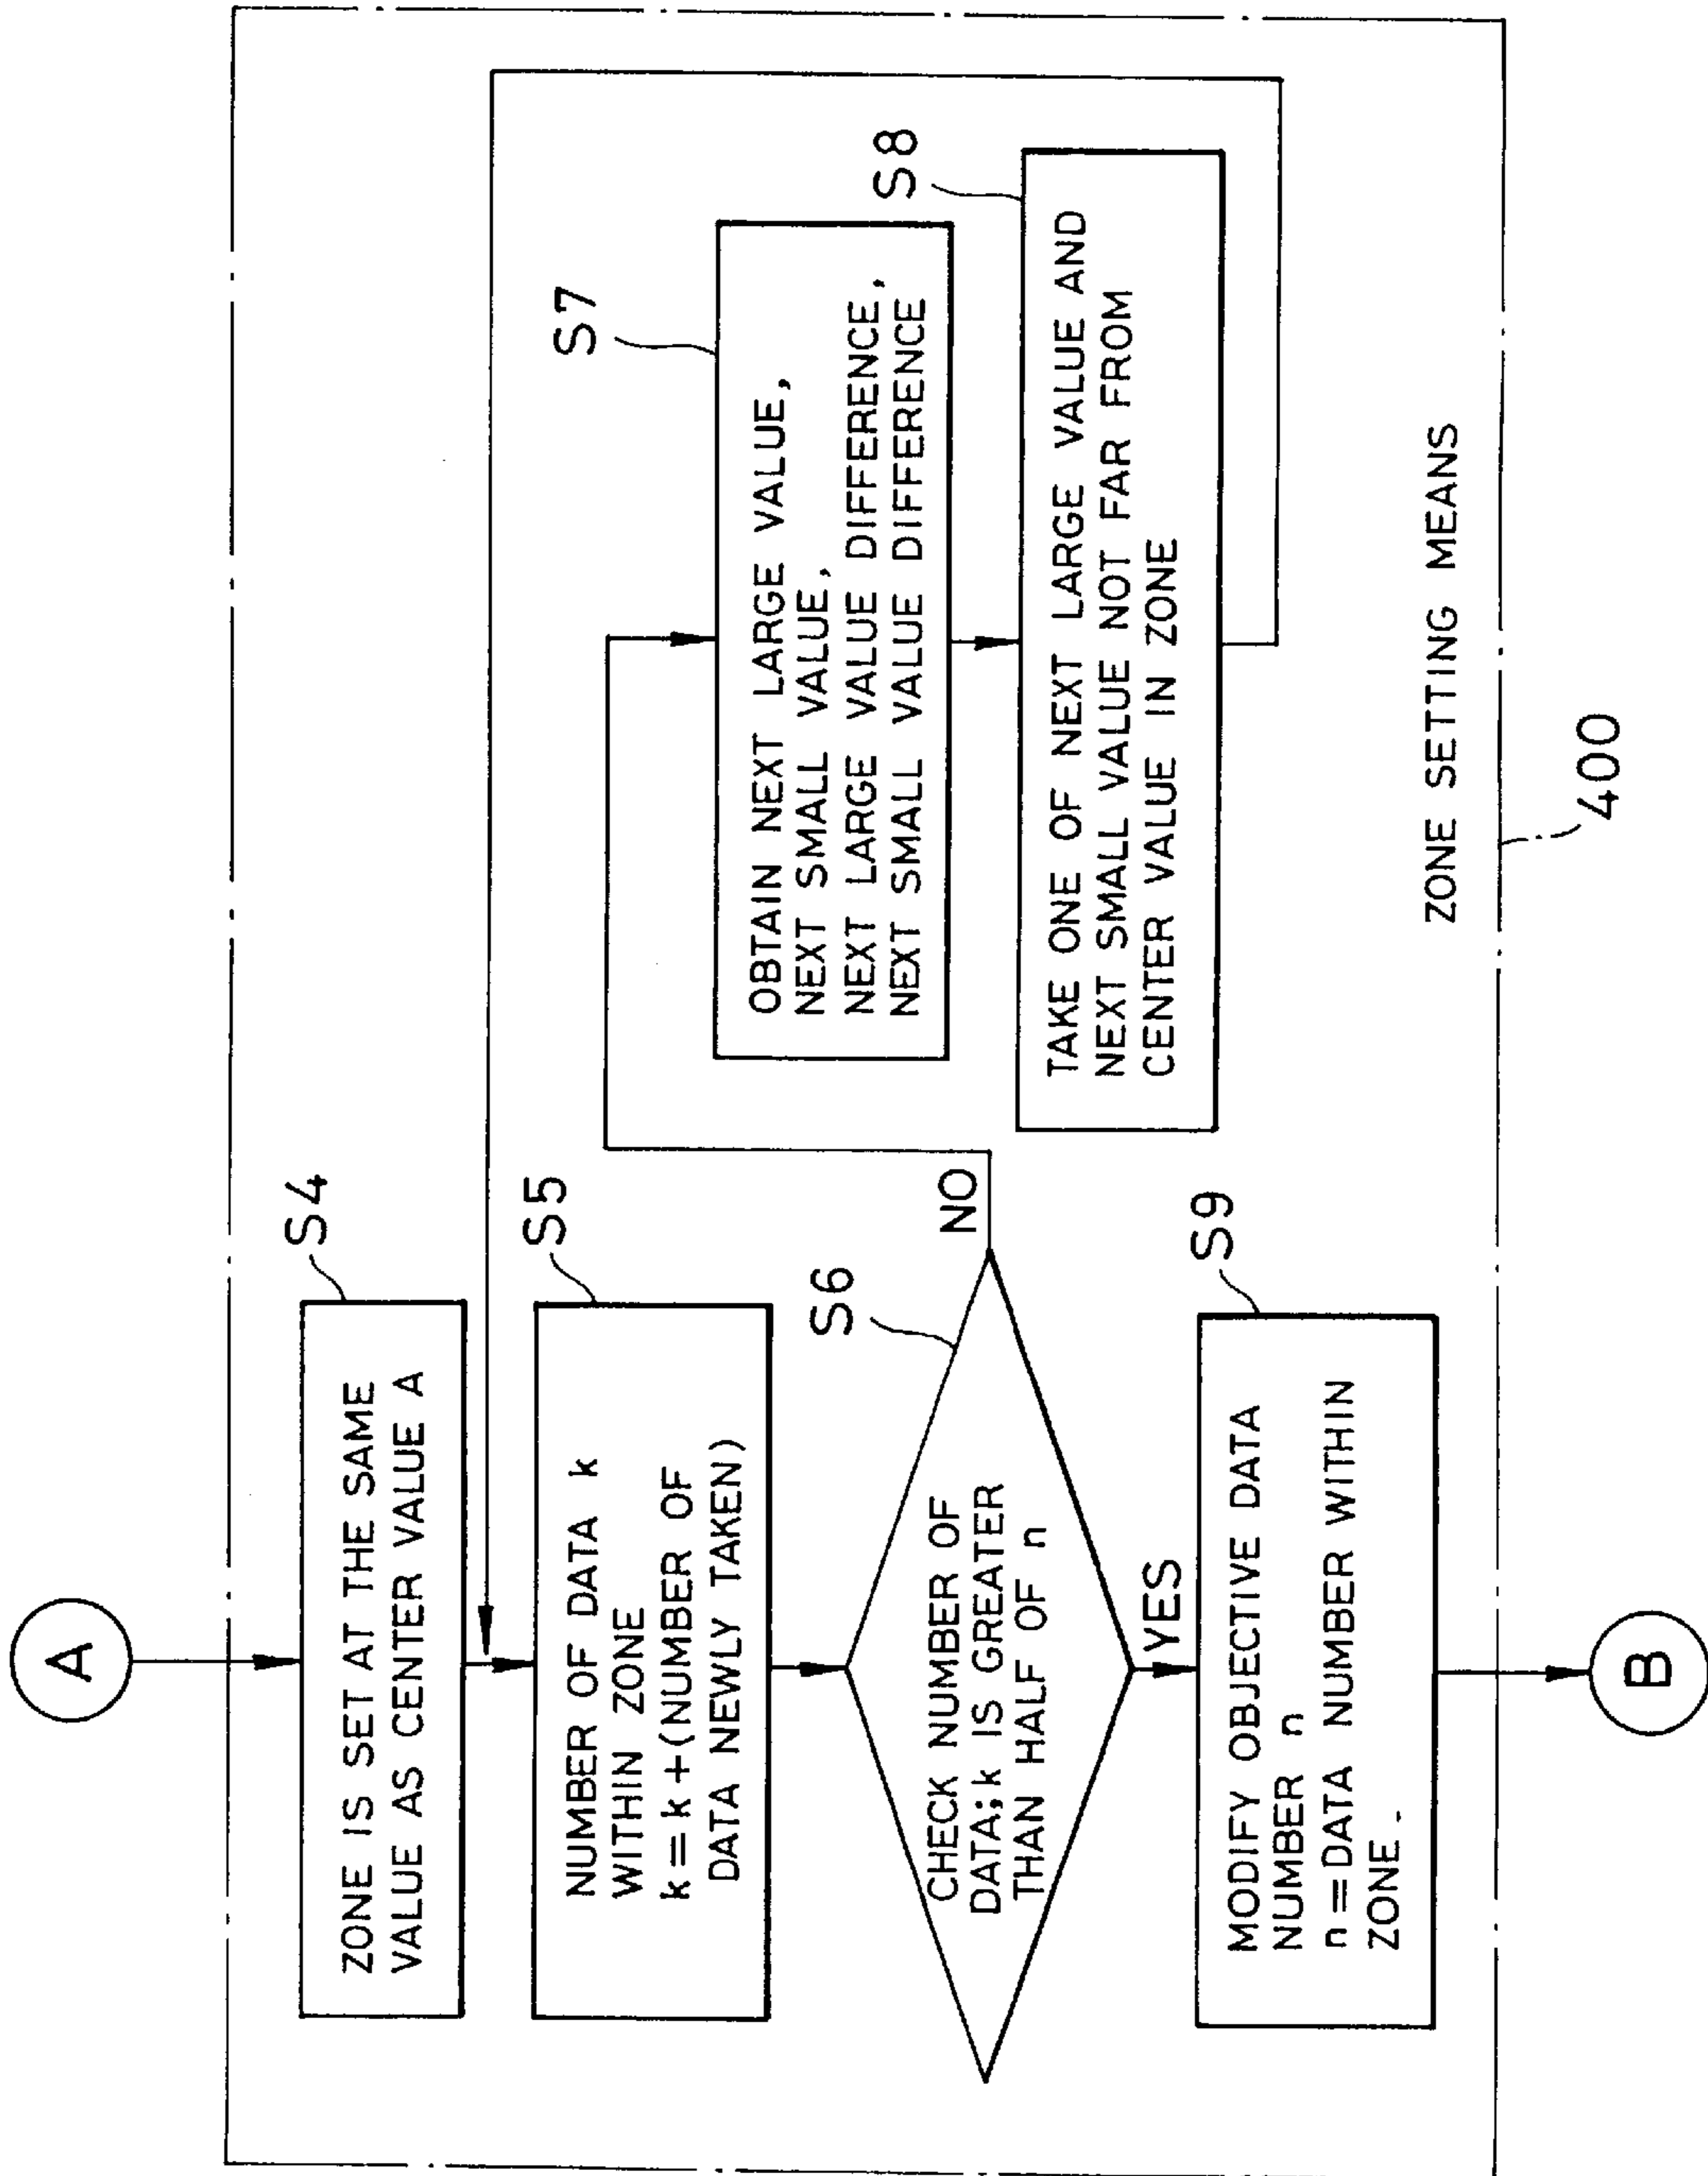 A
S4
ZONE IS SET AT THE SAME
VALUE AS CENTER VALUE A
S5
NUMBER OF DATA k
WITHIN ZONE
k=k+(NUMBER OF
DATA NEWLY TAKEN)
S6
CHECK NUMBER OF
DATA;;k IS GREATER
THAN HALF OF n
NO
YES
S7
OBTAIN NEXT LARGE VALUE,
NEXT SMALL VALUE,
NEXT LARGE VALUE DIFFERENCE,
NEXT SMALL VALUE DIFFERENCE
S8
TAKE ONE OF NEXT LARGE VALUE AND
NEXT SMALL VALUE NOT FAR FROM
CENTER VALUE IN ZONE
S9
MODIFY OBJECTIVE DATA
NUMBER n
n=DATA NUMBER WITHIN
ZONE.
ZONE SETTING MEANS
400
B